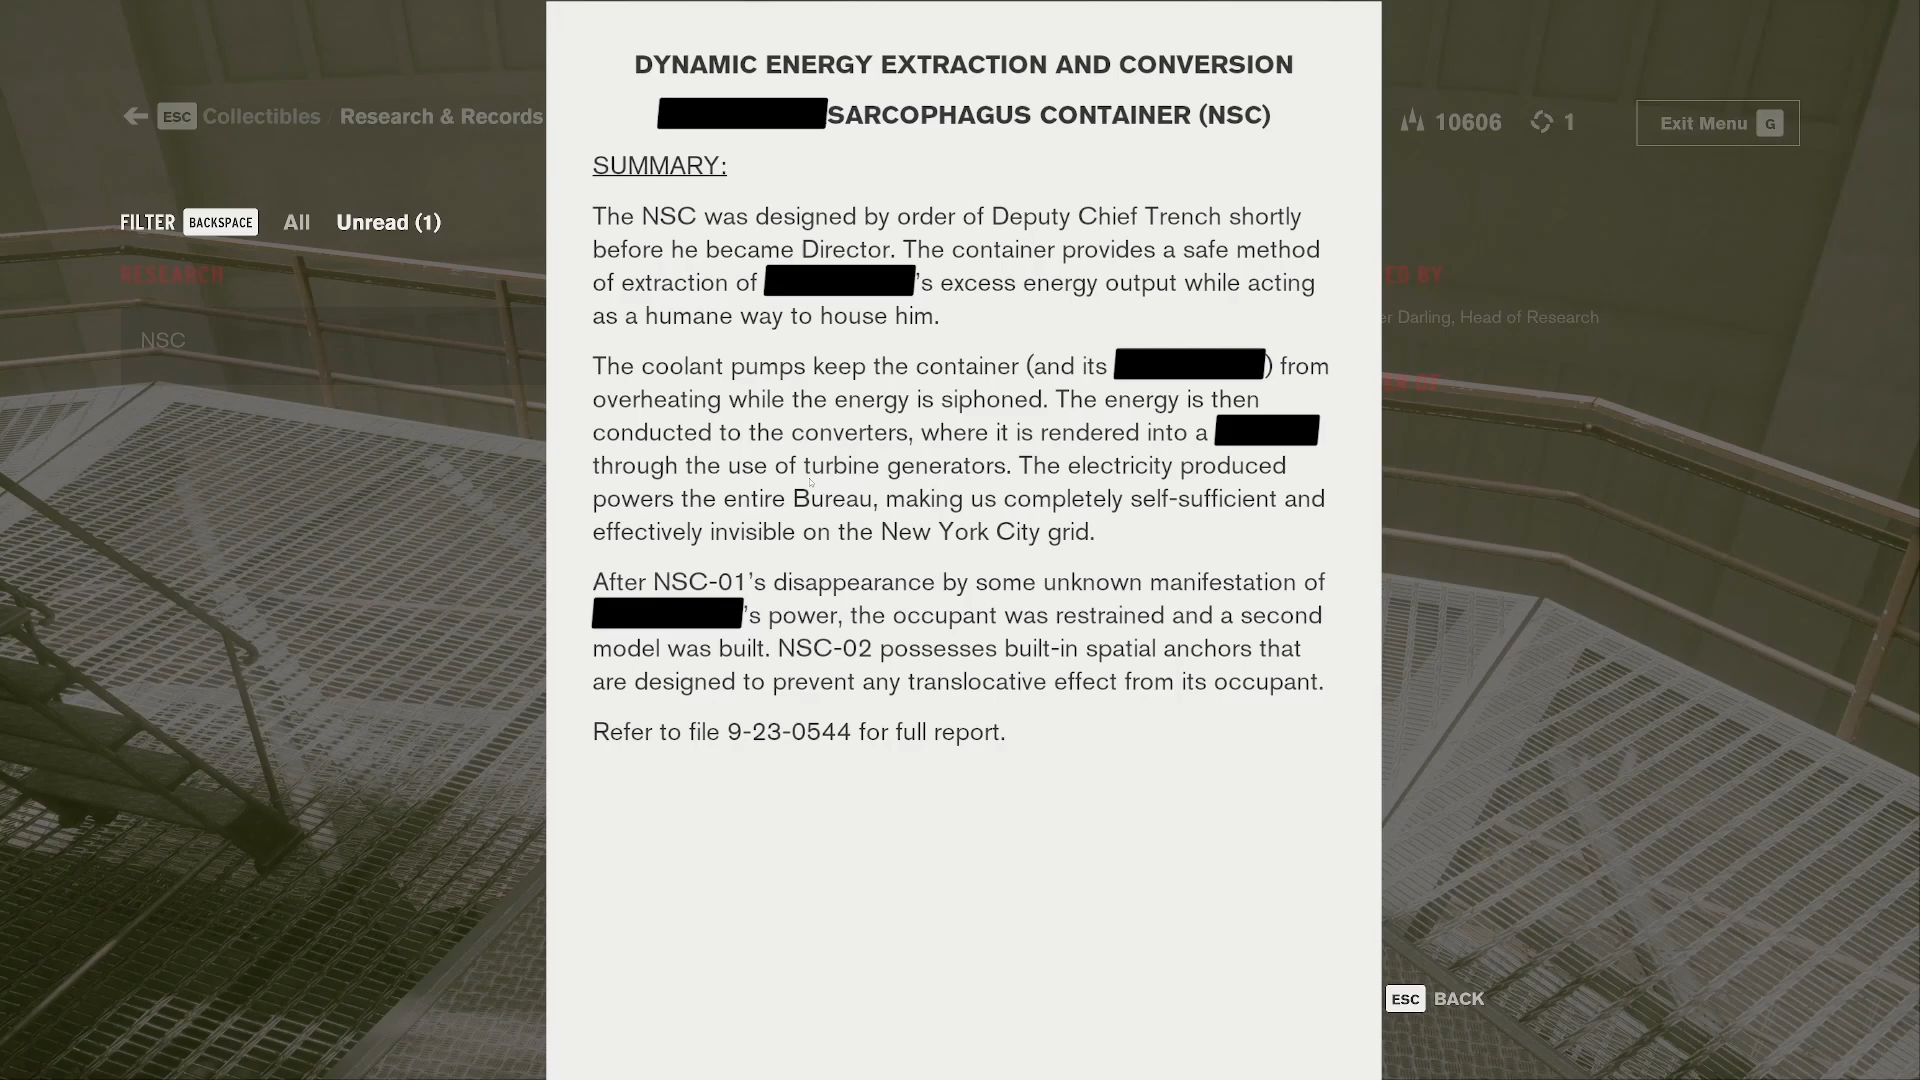 DYNAMIC ENERGY EXTRACTION AND CONVERSION
SARCOPHAGUS CONTAINER (NSC)
ESC Collectibles / Research & Records
10606 1
Exit Menu G
SUMMARY:
FILTER BACKSPACE All Unread (1)
RESEARCH
NSC
The NSC was designed by order of Deputy Chief Trench shortly
before he became Director. The container provides a safe method
of extraction of 's excess energy output while acting
as a humane way to house him.
The coolant pumps keep the container (and its ) from
overheating while the energy is siphoned. The energy is then
conducted to the converters, where it is rendered into a
through the use of turbine generators. The electricity produced
powers the entire Bureau, making us completely self-sufficient and
effectively invisible on the New York City grid.
After NSC-01's disappearance by some unknown manifestation of
's power, the occupant was restrained and a second
model was built. NSC-02 possesses built-in spatial anchors that
are designed to prevent any translocative effect from its occupant.
Refer to file 9-23-0544 for full report.
BY
Darling, Head of Research
ESC BACK